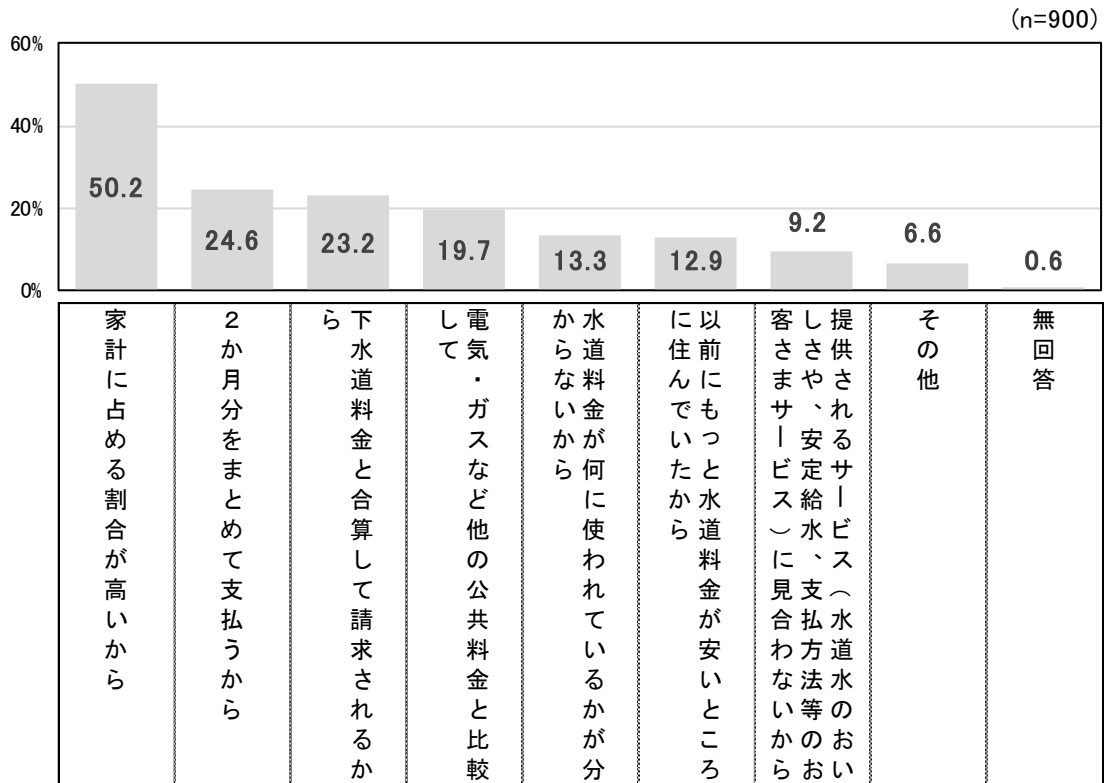 (n=900)
60%
40%
20%
0%
50.2
24.6
23.2
19.7
13.3
12.9
9.2
6.6
0.6
家計に占める割合が高いから
２か月分をまとめて支払うから
下水道料金と合算して請求されるか
ら
電気・ガスなど他の公共料金と比較
して
水道料金が何に使われているかが分
からないから
以前にもっと水道料金が安いところ
に住んでいたから
提供されるサービス（水道水のおい
しさや、安定給水、支払方法等のお
客さまサービス）に見合わないから
その他
無回答